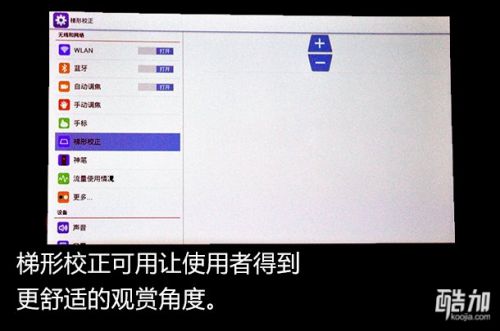 梯形校正
无线和网络
WLAN
打开
蓝牙
打开
自动调焦
打开
手动调焦
手标
梯形校正
神笔
流量使用情况
更多...
设备
声音
梯形校正可用让使用者得到
更舒适的观赏角度。
酷加
koojia.com